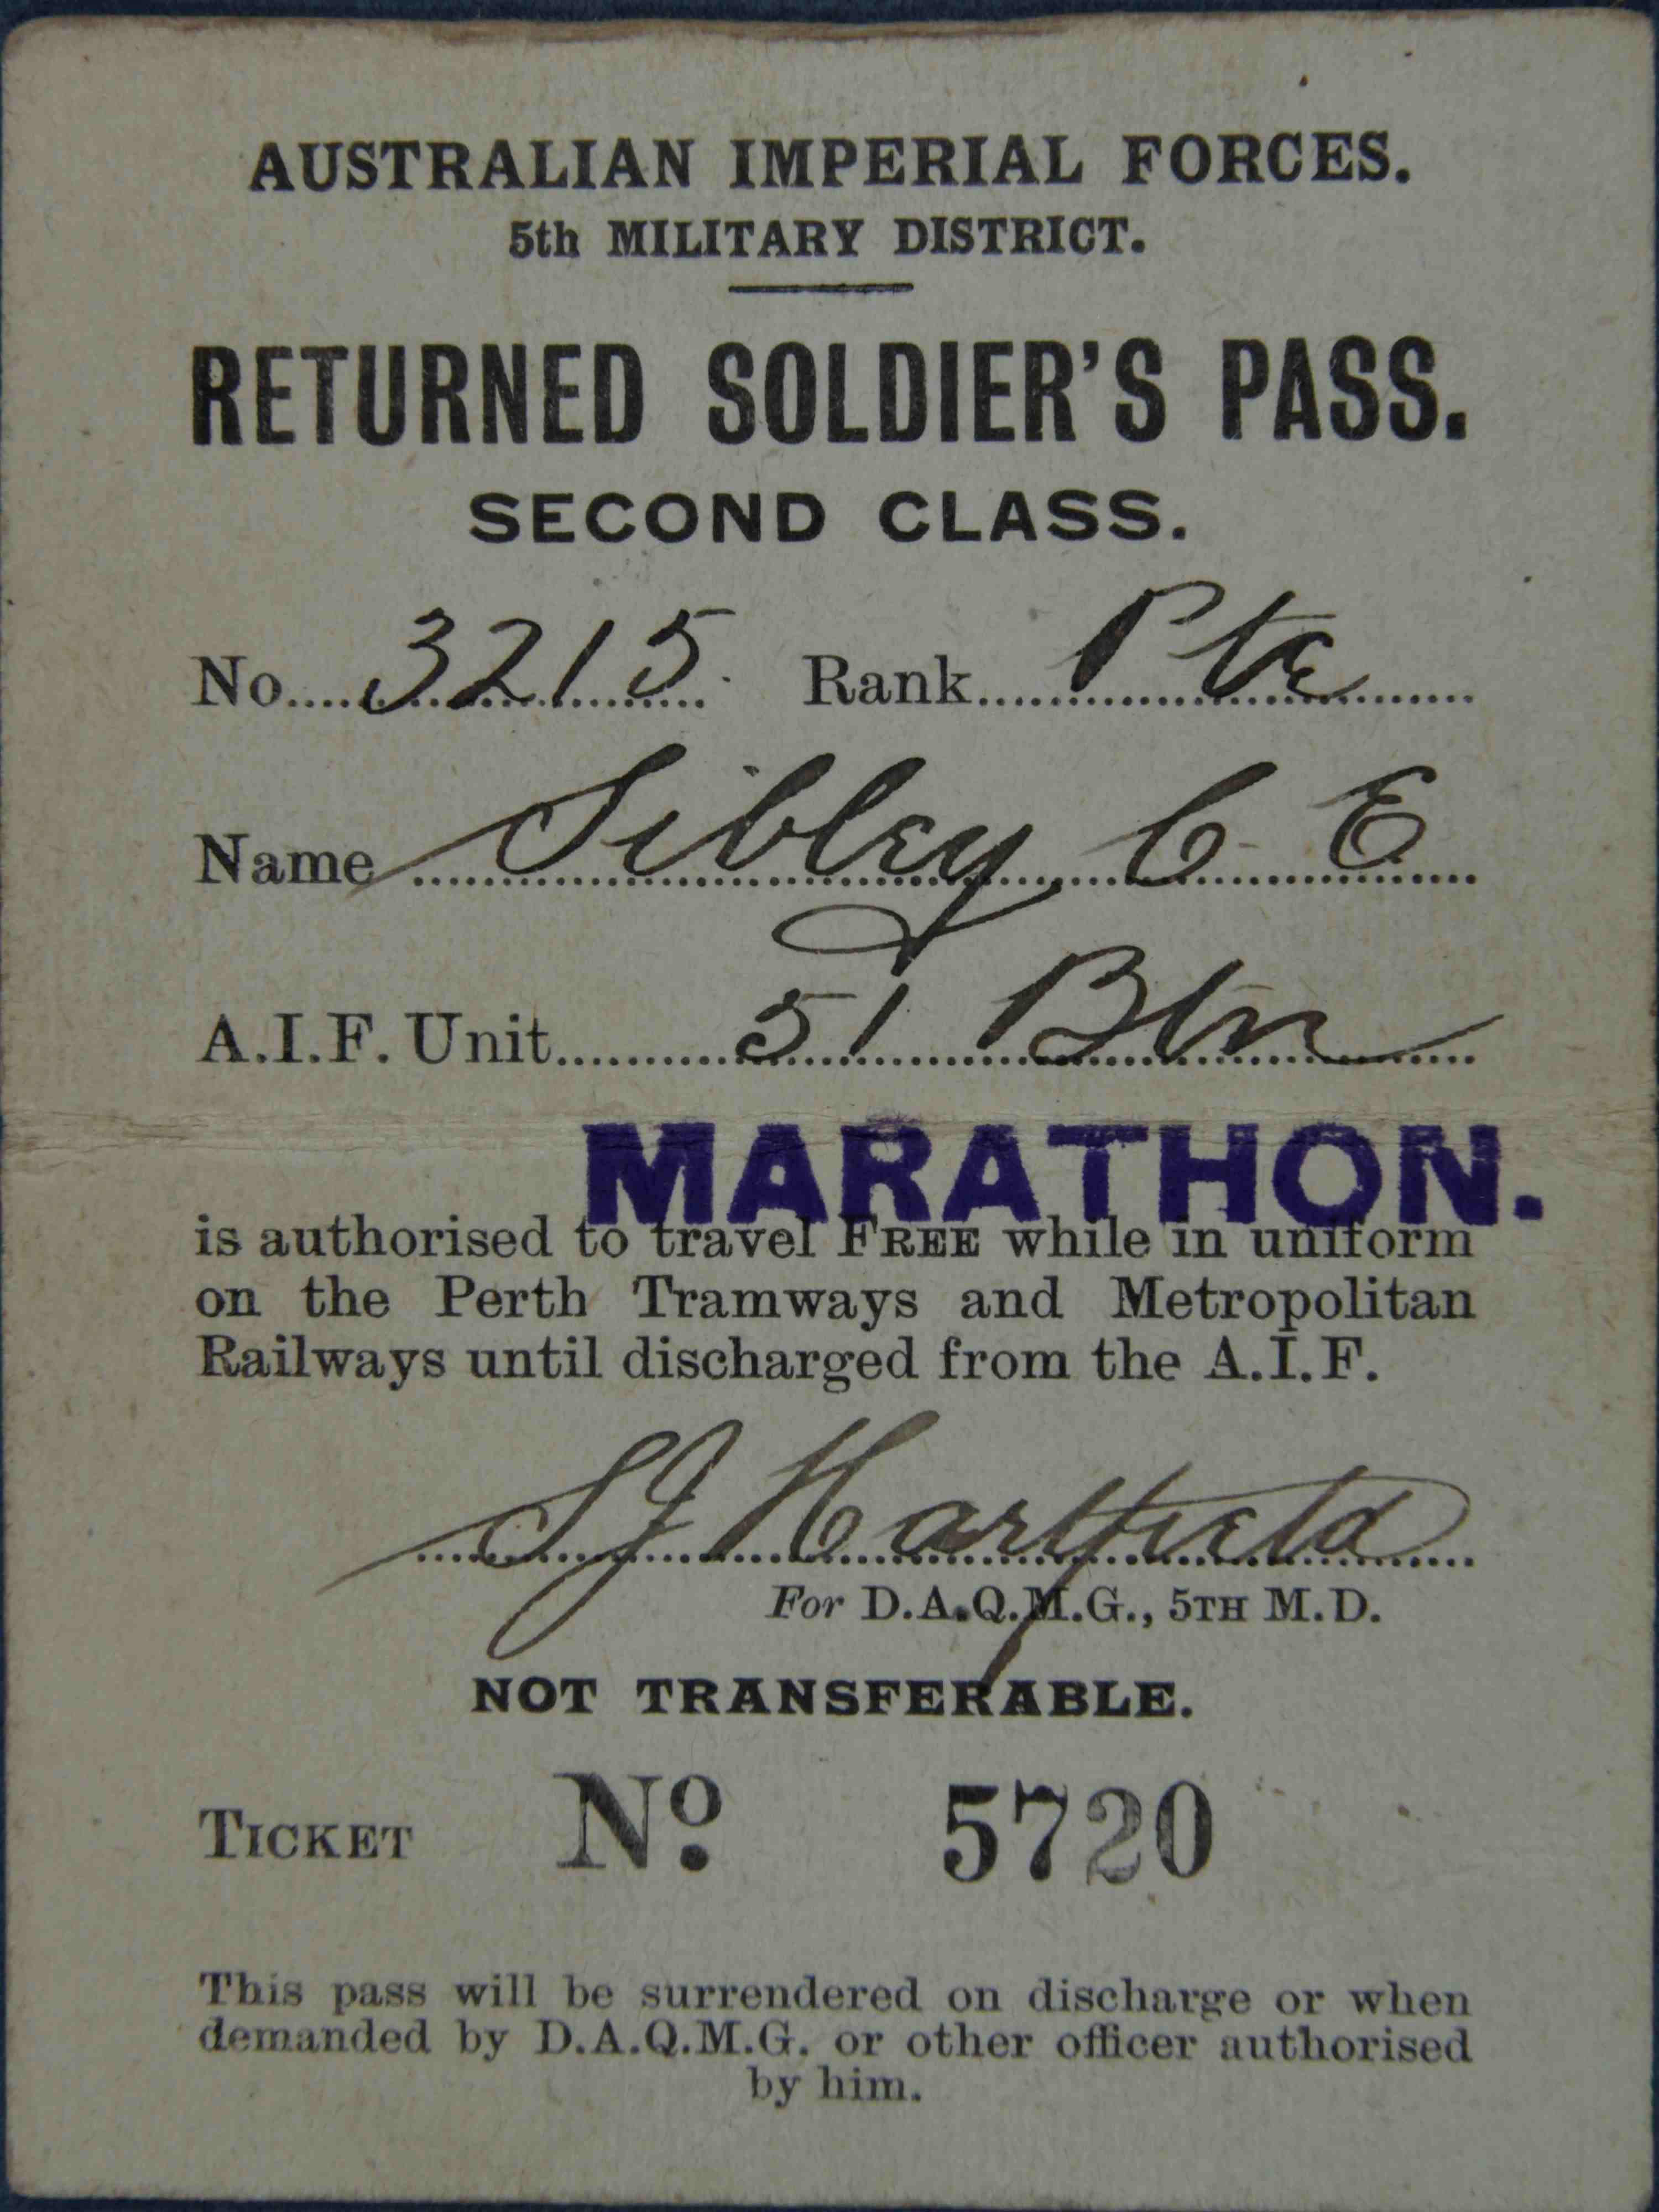 AUSTRALIAN IMPERIAL FORCES.
5th MILITARY DISTRICT.
RETURNED SOLDIER'S PASS.
SECOND CLASS.
No. 3215. Rank Pte
Name Sibley C E
A.I.F. Unit 51 Btn
MARATHON.
is authorised to travel FREE while in uniform
on the Perth Tramways and Metropolitan
Railways until discharged from the A.I.F.
SJ Hartfield
For D.A.Q.M.G., 5TH M.D.
NOT TRANSFERABLE.
TICKET No. 5720
This pass will be surrendered on discharge or when
demanded by D.A.Q.M.G. or other officer authorised
by him.